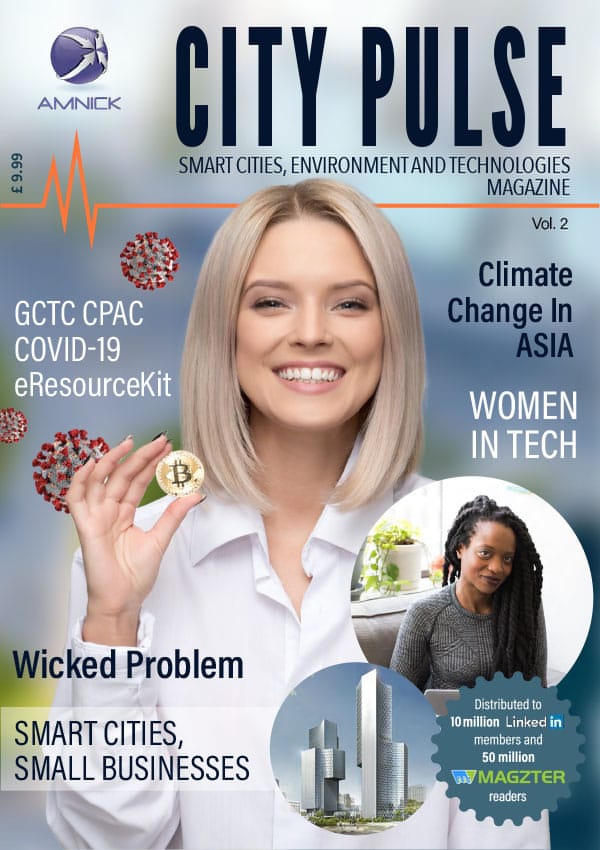 AMNICK
CITY PULSE
£ 9.99
SMART CITIES, ENVIRONMENT AND TECHNOLOGIES
MAGAZINE
Vol. 2
Climate
Change In
ASIA
GCTC CPAC
COVID-19
eResourceKit
WOMEN
IN TECH
B
Wicked Problem
SMART CITIES,
SMALL BUSINESSES
Distributed to
10 million Linked in
members and
50 million
MAGZTER
readers